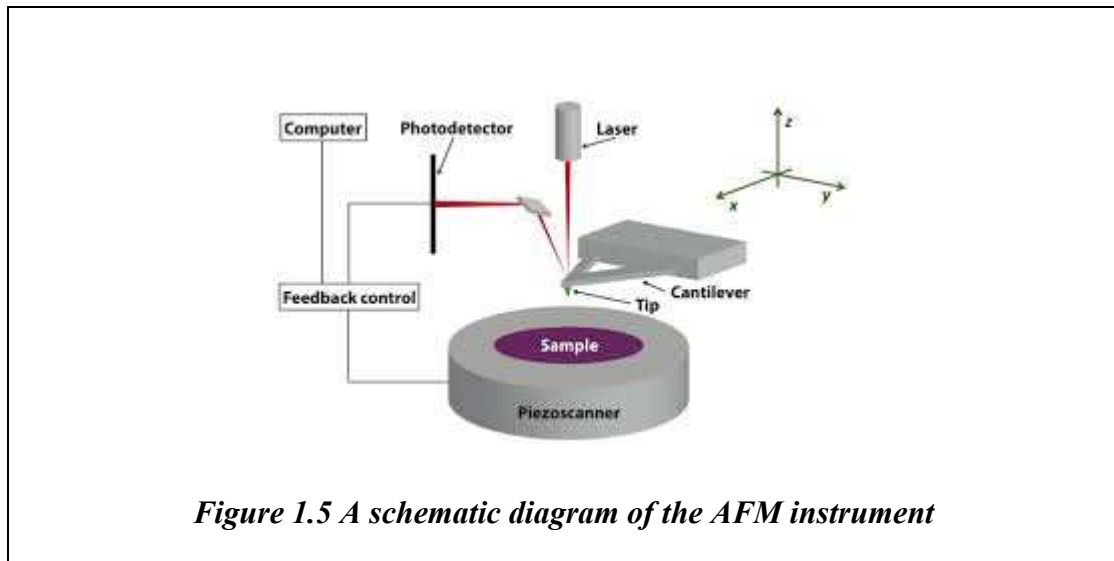 Computer
Photodetector
Laser
z
x
y
Feedback control
Tip
Cantilever
Sample
Piezoscanner
Figure 1.5 A schematic diagram of the AFM instrument